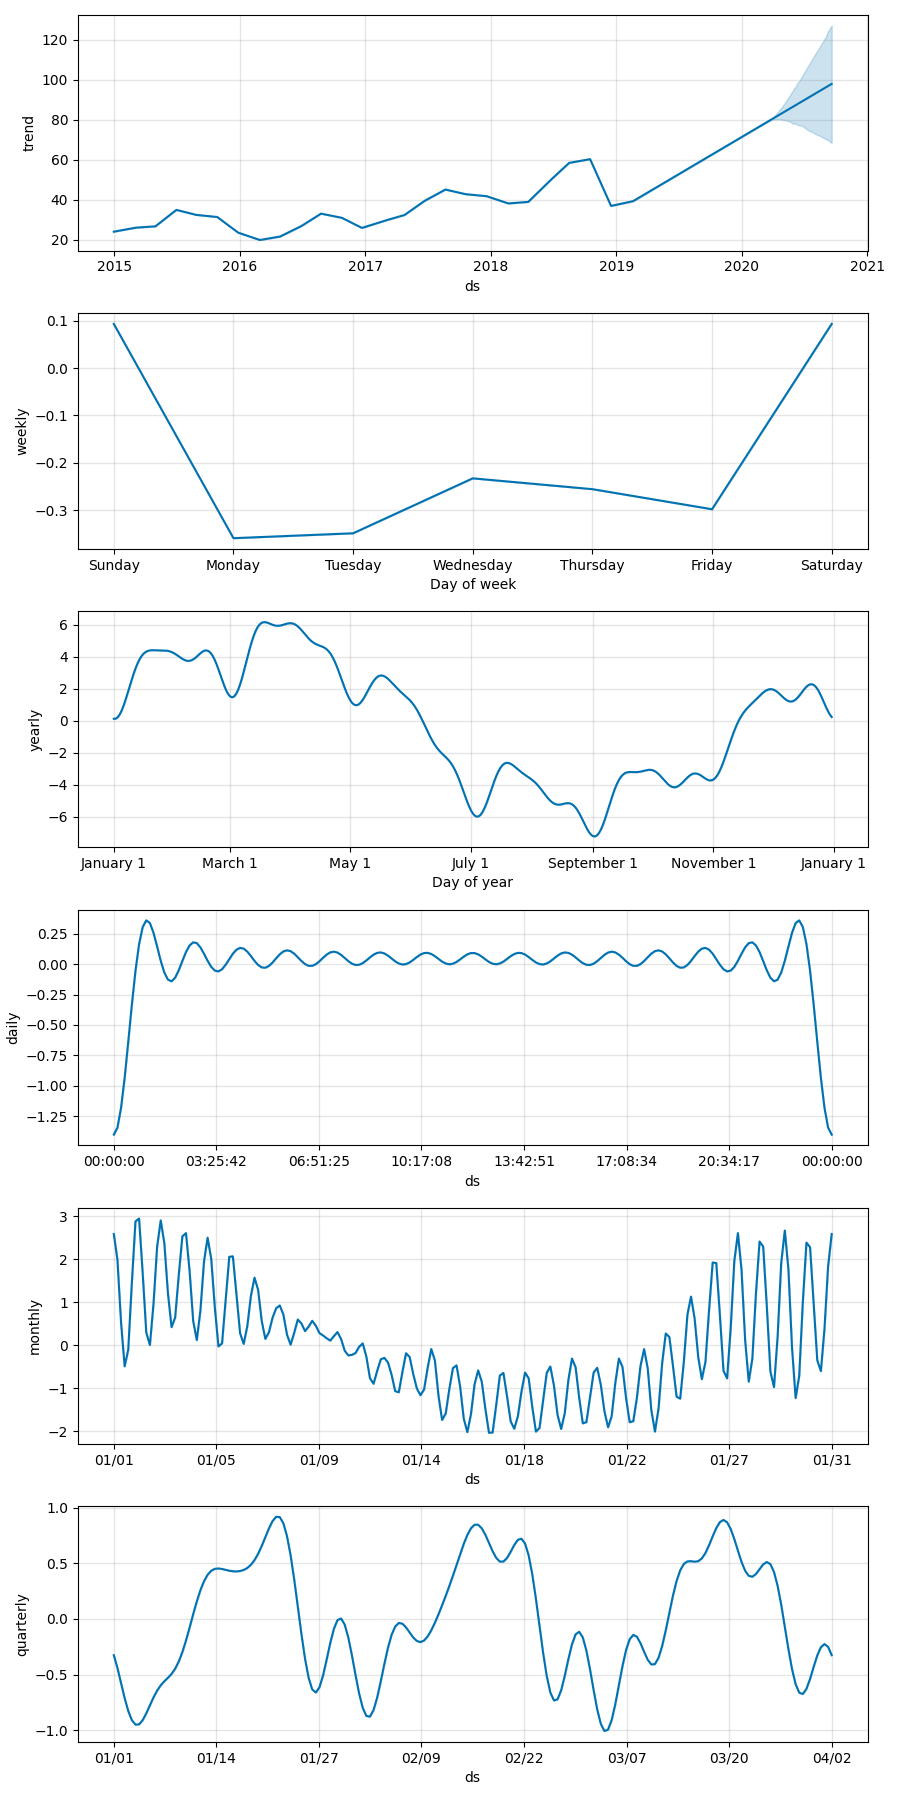 120
100
80
60
40
20
trend
2015 2016 2017 2018 2019 2020 2021
ds
0.1
0.0
−0.1
−0.2
−0.3
weekly
Sunday Monday Tuesday Wednesday Thursday Friday Saturday
Day of week
6
4
2
0
−2
−4
−6
yearly
January 1 March 1 May 1 July 1 September 1 November 1 January 1
Day of year
0.25
0.00
−0.25
−0.50
−0.75
−1.00
−1.25
daily
00:00:00 03:25:42 06:51:25 10:17:08 13:42:51 17:08:34 20:34:17 00:00:00
ds
3
2
1
0
−1
−2
monthly
01/01 01/05 01/09 01/14 01/18 01/22 01/27 01/31
ds
1.0
0.5
0.0
−0.5
−1.0
quarterly
01/01 01/14 01/27 02/09 02/22 03/07 03/20 04/02
ds